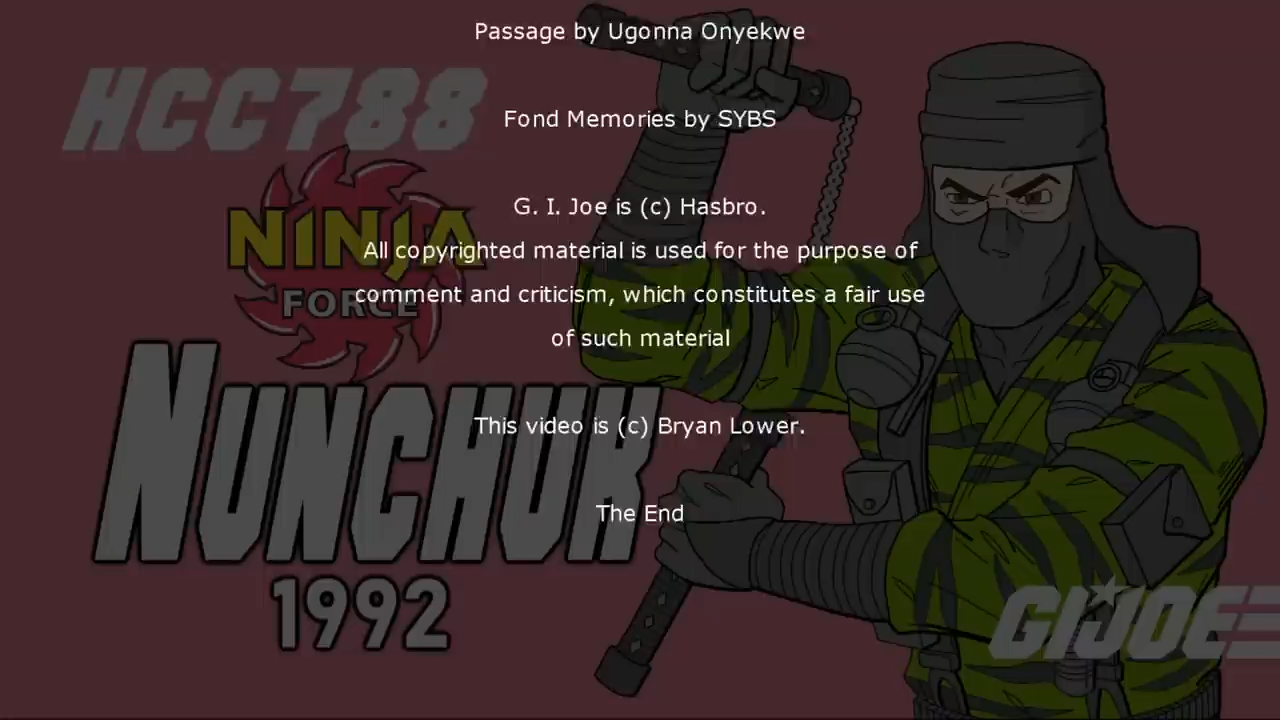 Passage by Ugonna Onyekwe
HCC788
Fond Memories by SYBS
NINJA
FORCE
G. I. Joe is (c) Hasbro.
All copyrighted material is used for the purpose of
comment and criticism, which constitutes a fair use
of such material
NUNCHUK
This video is (c) Bryan Lower.
The End
1992
GI JOE